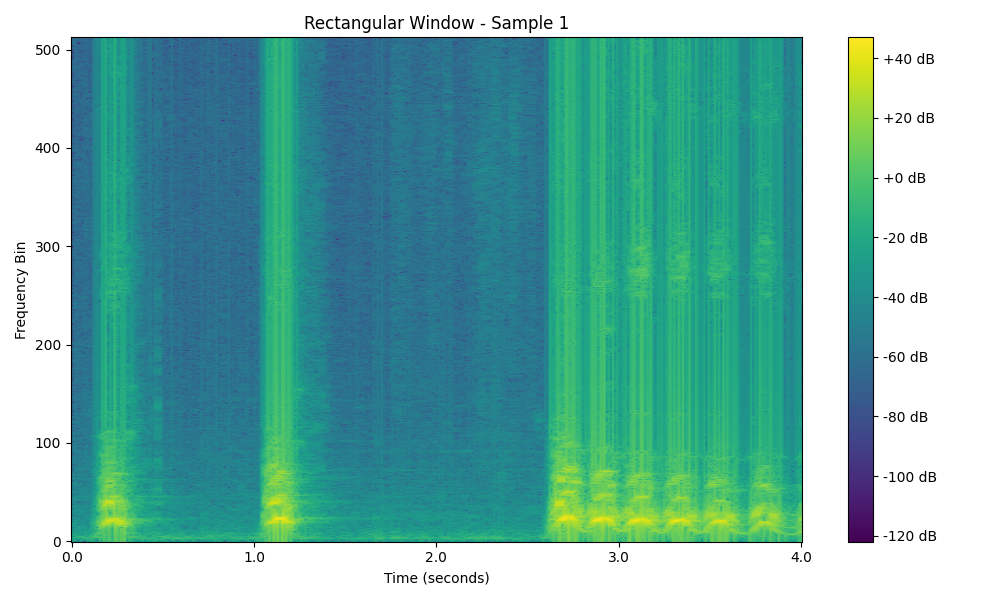 Rectangular Window - Sample 1
Frequency Bin
500
400
300
200
100
0
0.0 1.0 2.0 3.0 4.0
Time (seconds)
+40 dB
+20 dB
+0 dB
-20 dB
-40 dB
-60 dB
-80 dB
-100 dB
-120 dB